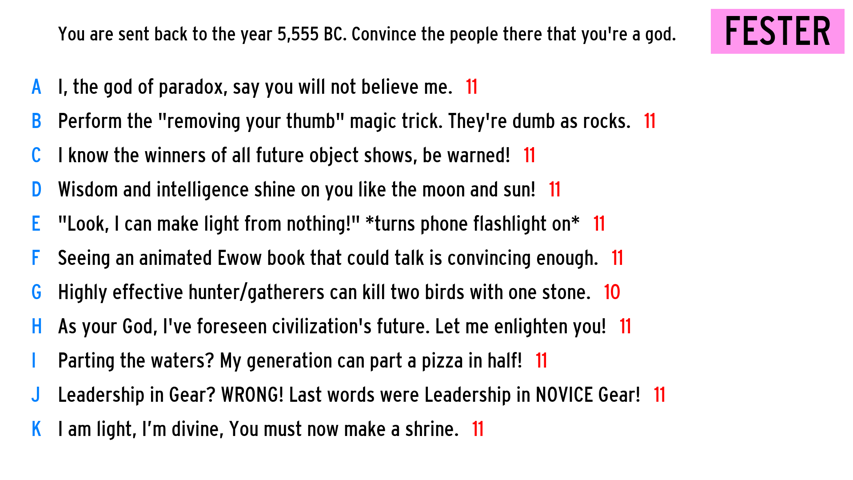 You are sent back to the year 5,555 BC. Convince the people there that you're a god.
FESTER
A I, the god of paradox, say you will not believe me. 11
B Perform the "removing your thumb" magic trick. They're dumb as rocks. 11
C I know the winners of all future object shows, be warned! 11
D Wisdom and intelligence shine on you like the moon and sun! 11
E "Look, I can make light from nothing!" *turns phone flashlight on* 11
F Seeing an animated Ewow book that could talk is convincing enough. 11
G Highly effective hunter/gatherers can kill two birds with one stone. 10
H As your God, I've foreseen civilization's future. Let me enlighten you! 11
I Parting the waters? My generation can part a pizza in half! 11
J Leadership in Gear? WRONG! Last words were Leadership in NOVICE Gear! 11
K I am light, I’m divine, You must now make a shrine. 11